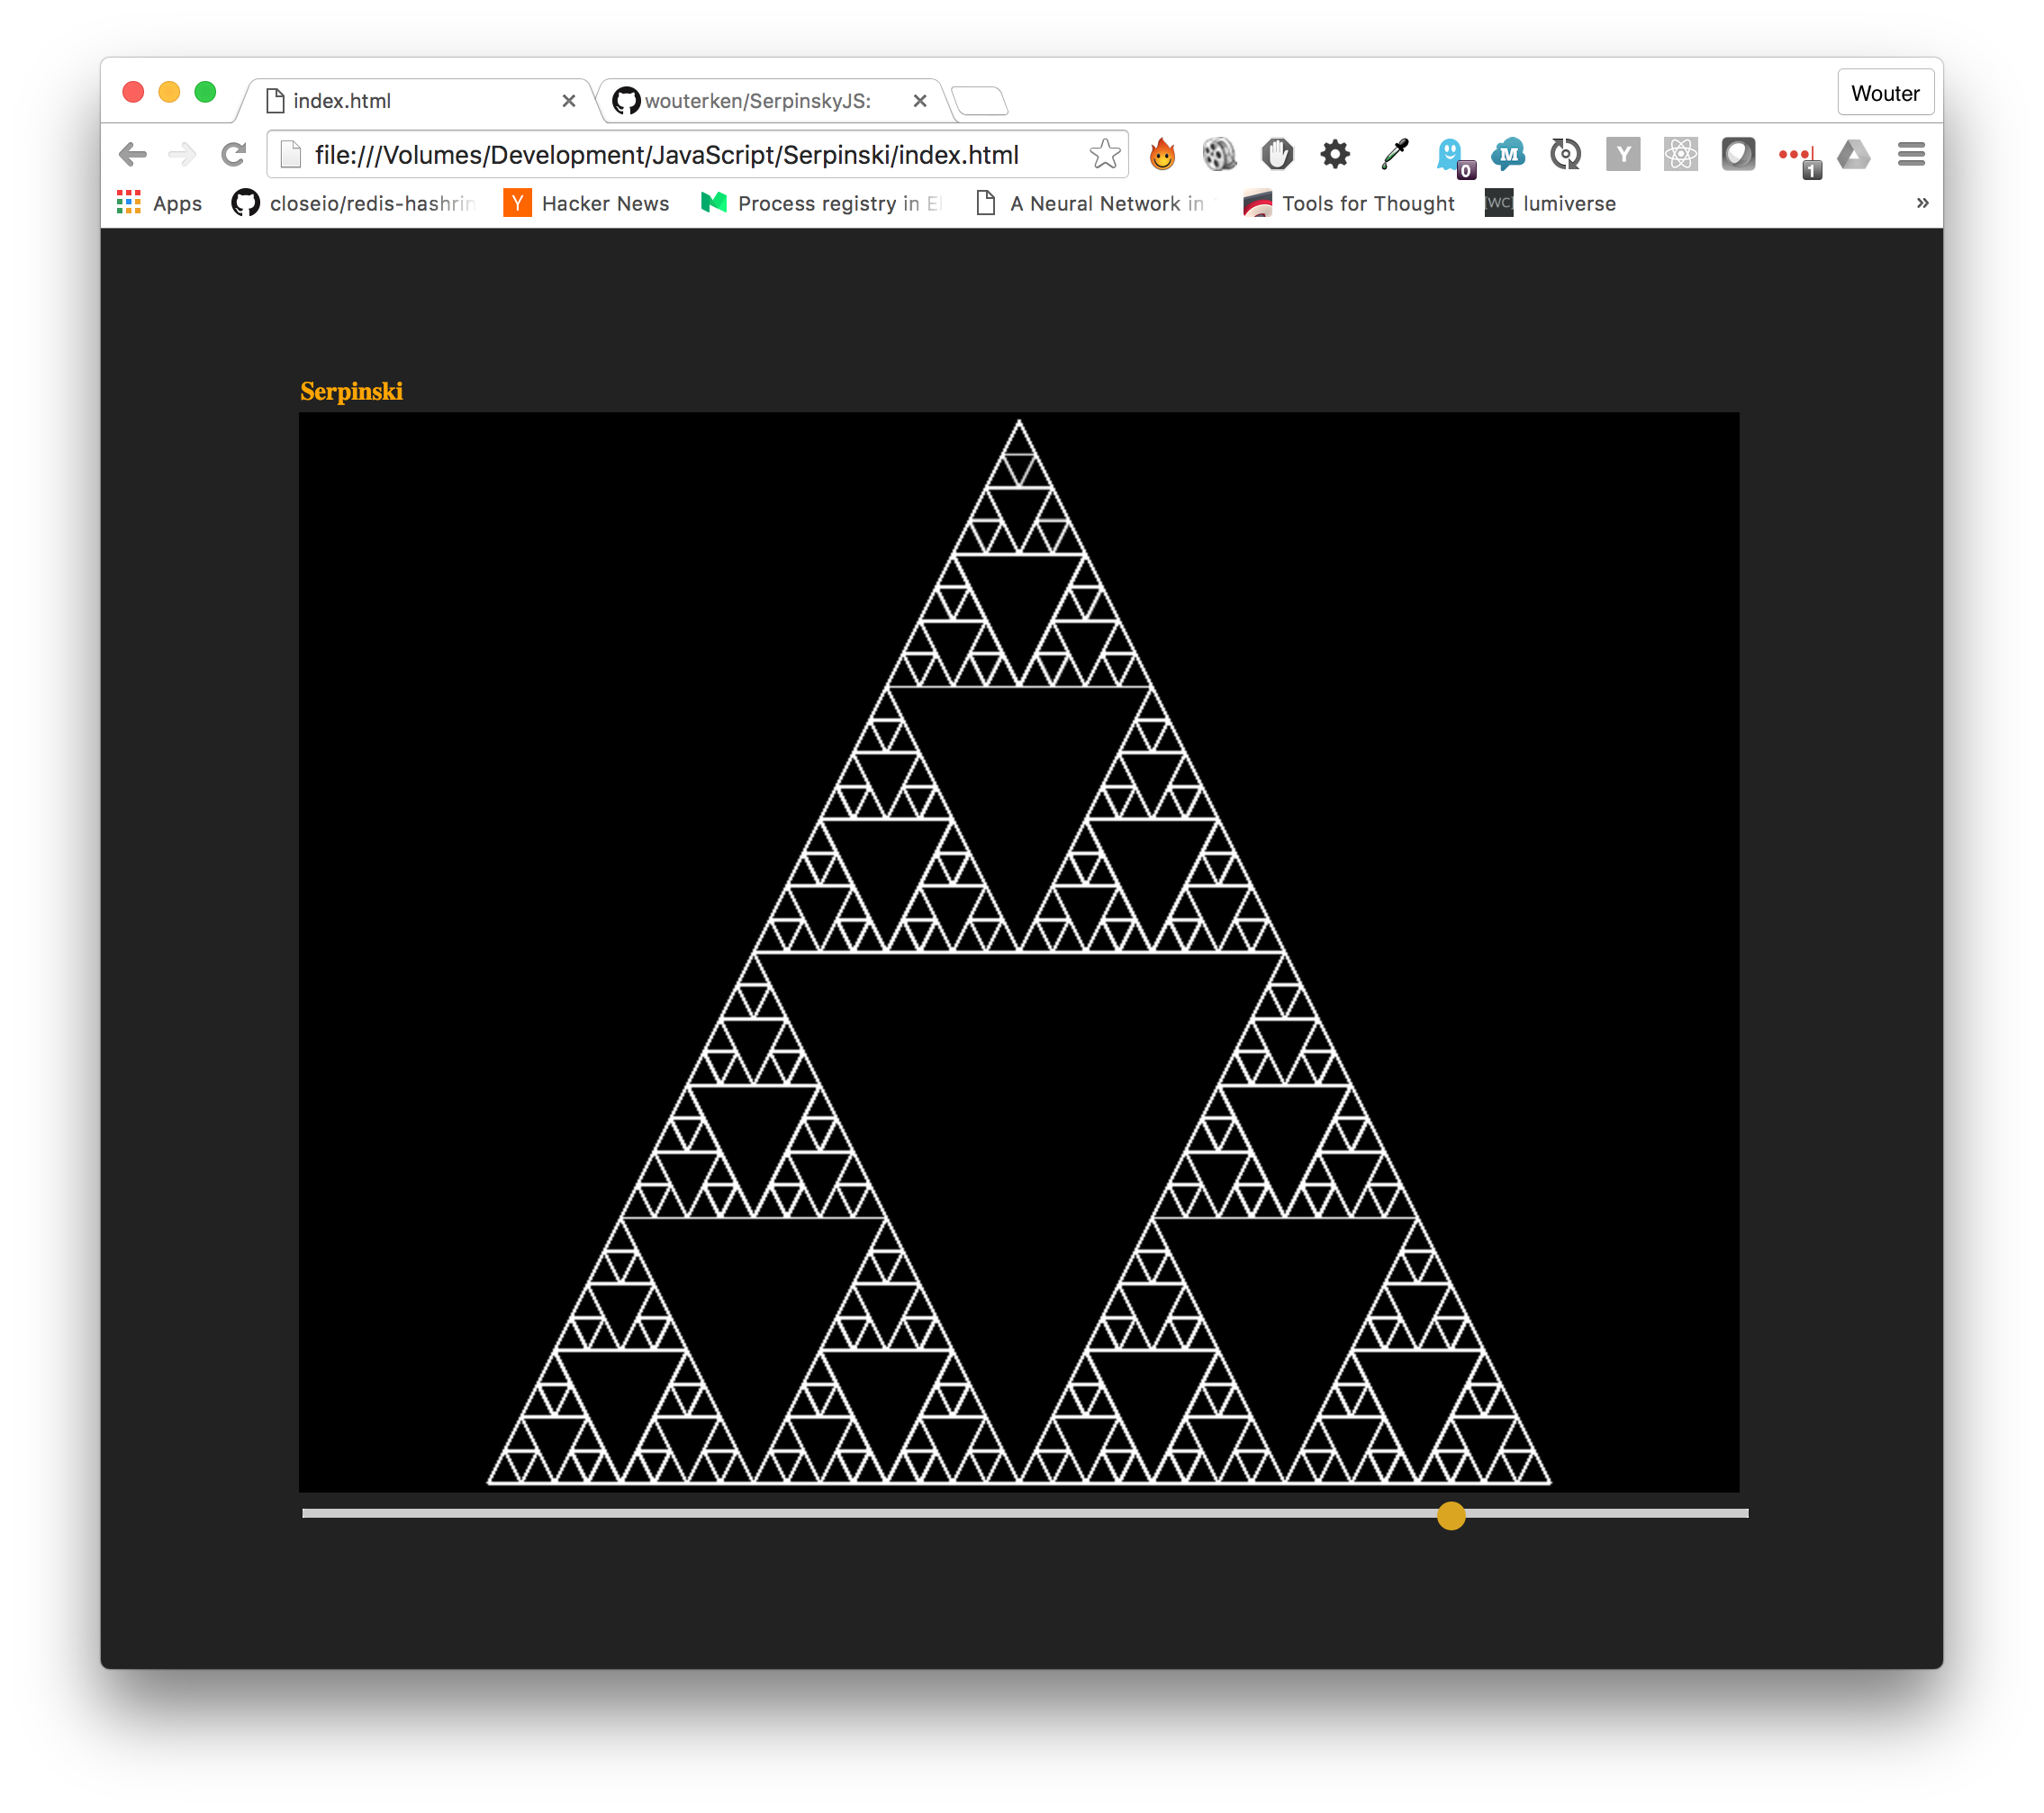 index.html
wouterken/SerpinskyJS:
Wouter
file:///Volumes/Development/JavaScript/Serpinski/index.html
0
M
Y
1
Apps
closeio/redis-hashrin
Y Hacker News
Process registry in El
A Neural Network in
Tools for Thought
[WC] lumiverse
»
Serpinski